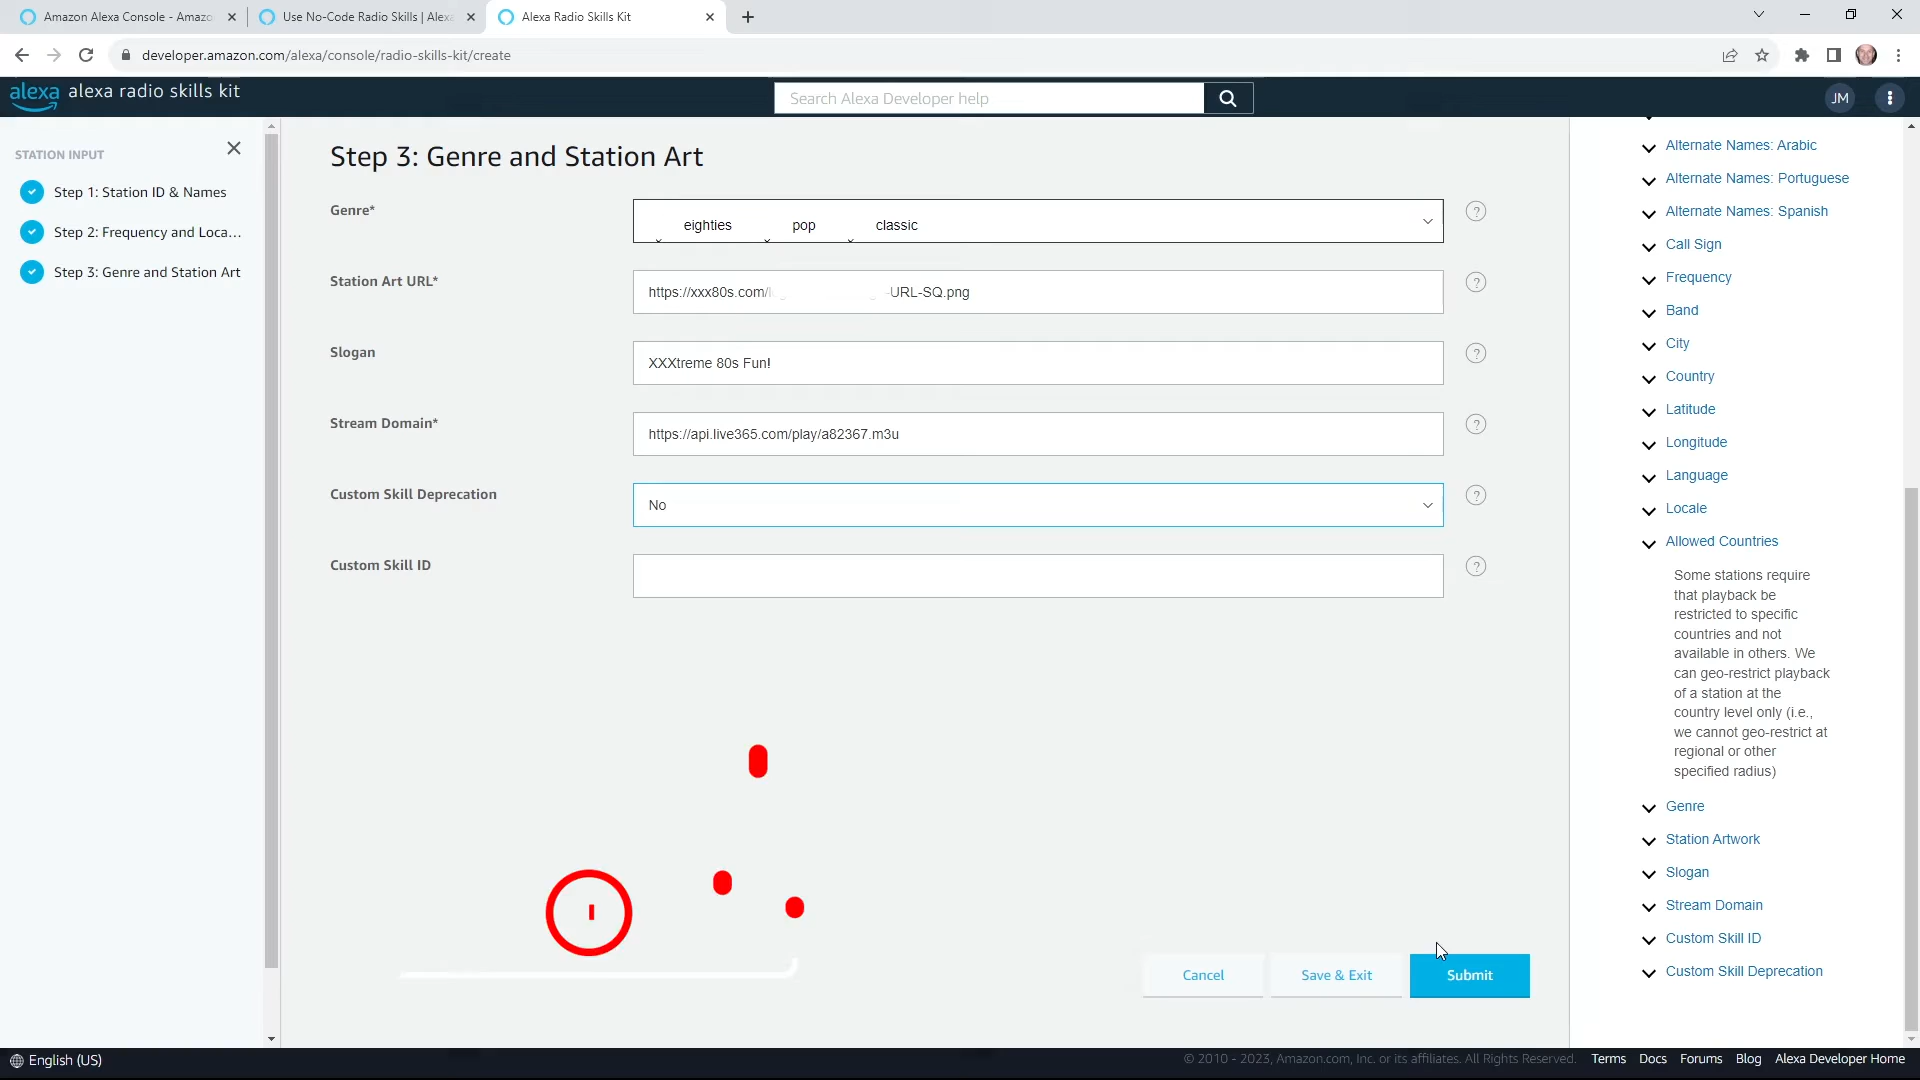 Amazon Alexa Console - Amazo
Use No-Code Radio Skills | Alexa
Alexa Radio Skills Kit
developer.amazon.com/alexa/console/radio-skills-kit/create
alexa alexa radio skills kit
Search Alexa Developer help
JM
STATION INPUT
Step 1: Station ID & Names
Step 2: Frequency and Loca...
Step 3: Genre and Station Art
Step 3: Genre and Station Art
Genre*
eighties pop classic
?
Station Art URL*
https://xxx80s.com/ -URL-SQ.png
?
Slogan
XXXtreme 80s Fun!
?
Stream Domain*
https://api.live365.com/play/a82367.m3u
?
Custom Skill Deprecation
No
?
Custom Skill ID
?
Cancel
Save & Exit
Submit
Alternate Names: Arabic
Alternate Names: Portuguese
Alternate Names: Spanish
Call Sign
Frequency
Band
City
Country
Latitude
Longitude
Language
Locale
Allowed Countries
Some stations require
that playback be
restricted to specific
countries and not
available in others. We
can geo-restrict playback
of a station at the
country level only (i.e.,
we cannot geo-restrict at
regional or other
specified radius)
Genre
Station Artwork
Slogan
Stream Domain
Custom Skill ID
Custom Skill Deprecation
English (US)
© 2010 - 2023, Amazon.com, Inc. or its affiliates. All Rights Reserved.
Terms
Docs
Forums
Blog
Alexa Developer Home